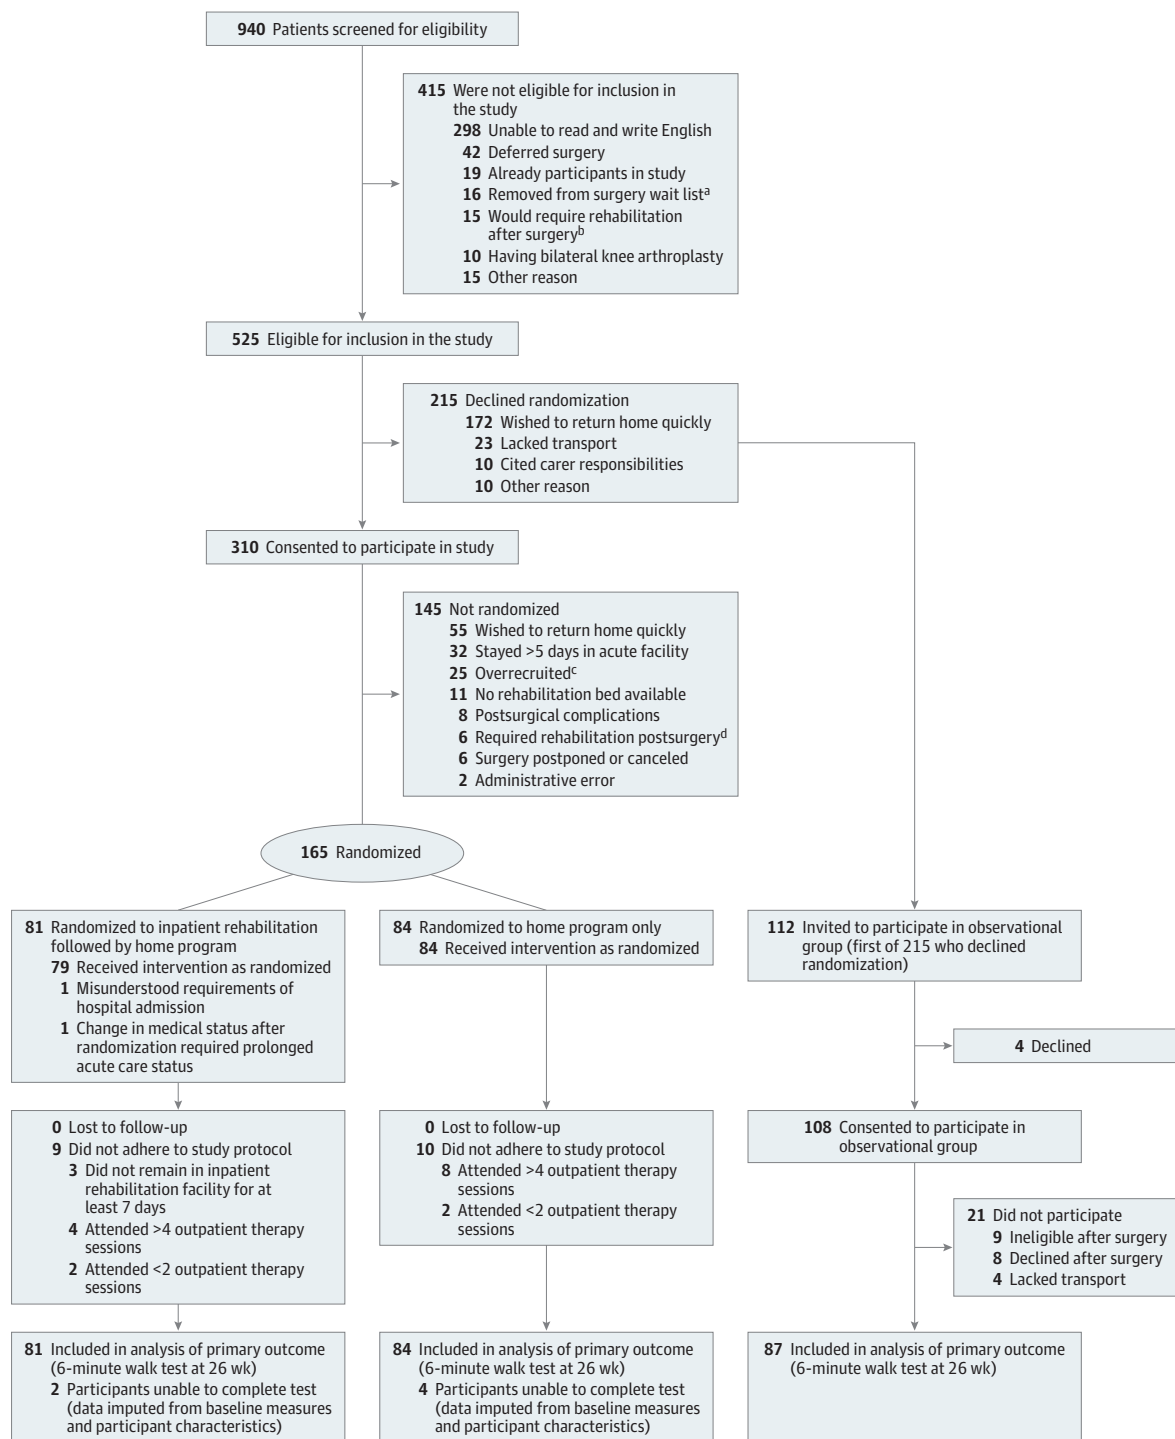 940 Patients screened for eligibility
415 Were not eligible for inclusion in
the study
298 Unable to read and write English
42 Deferred surgery
19 Already participants in study
16 Removed from surgery wait listᵃ
15 Would require rehabilitation
after surgeryᵇ
10 Having bilateral knee arthroplasty
15 Other reason
525 Eligible for inclusion in the study
215 Declined randomization
172 Wished to return home quickly
23 Lacked transport
10 Cited carer responsibilities
10 Other reason
310 Consented to participate in study
145 Not randomized
55 Wished to return home quickly
32 Stayed >5 days in acute facility
25 Overrecruitedᶜ
11 No rehabilitation bed available
8 Postsurgical complications
6 Required rehabilitation postsurgeryᵈ
6 Surgery postponed or canceled
2 Administrative error
165 Randomized
81 Randomized to inpatient rehabilitation
followed by home program
79 Received intervention as randomized
1 Misunderstood requirements of
hospital admission
1 Change in medical status after
randomization required prolonged
acute care status
84 Randomized to home program only
84 Received intervention as randomized
112 Invited to participate in observational
group (first of 215 who declined
randomization)
4 Declined
0 Lost to follow-up
9 Did not adhere to study protocol
3 Did not remain in inpatient
rehabilitation facility for at
least 7 days
4 Attended >4 outpatient therapy
sessions
2 Attended <2 outpatient therapy
sessions
0 Lost to follow-up
10 Did not adhere to study protocol
8 Attended >4 outpatient therapy
sessions
2 Attended <2 outpatient therapy
sessions
108 Consented to participate in
observational group
21 Did not participate
9 Ineligible after surgery
8 Declined after surgery
4 Lacked transport
81 Included in analysis of primary outcome
(6-minute walk test at 26 wk)
2 Participants unable to complete test
(data imputed from baseline measures
and participant characteristics)
84 Included in analysis of primary outcome
(6-minute walk test at 26 wk)
4 Participants unable to complete test
(data imputed from baseline measures
and participant characteristics)
87 Included in analysis of primary outcome
(6-minute walk test at 26 wk)